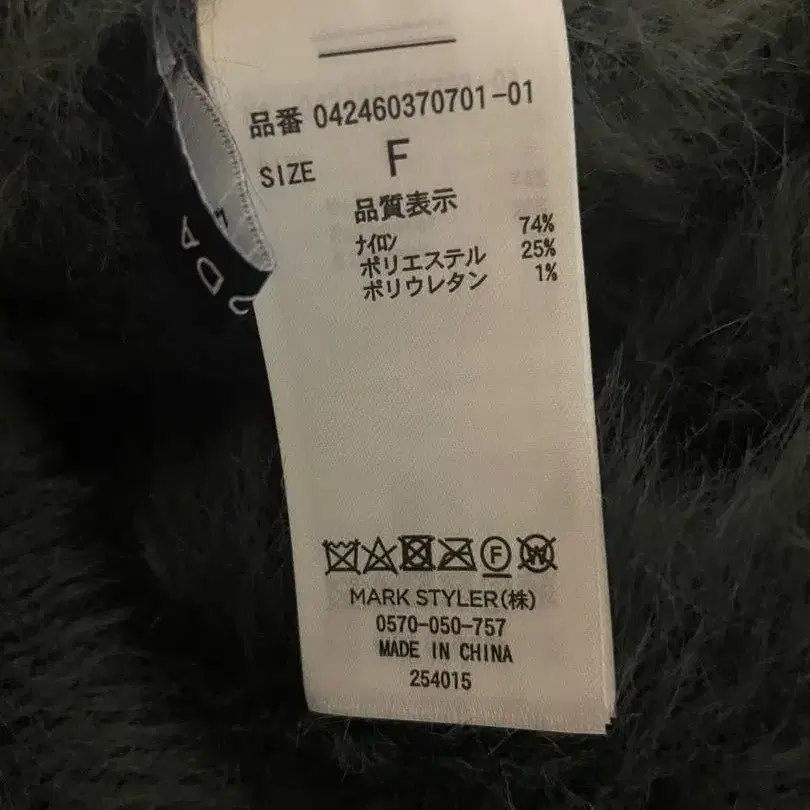 品番 042460370701-01
SIZE F
品質表示
ナイロン 74%
ポリエステル 25%
ポリウレタン 1%
F W
MARK STYLER(株)
0570-050-757
MADE IN CHINA
254015